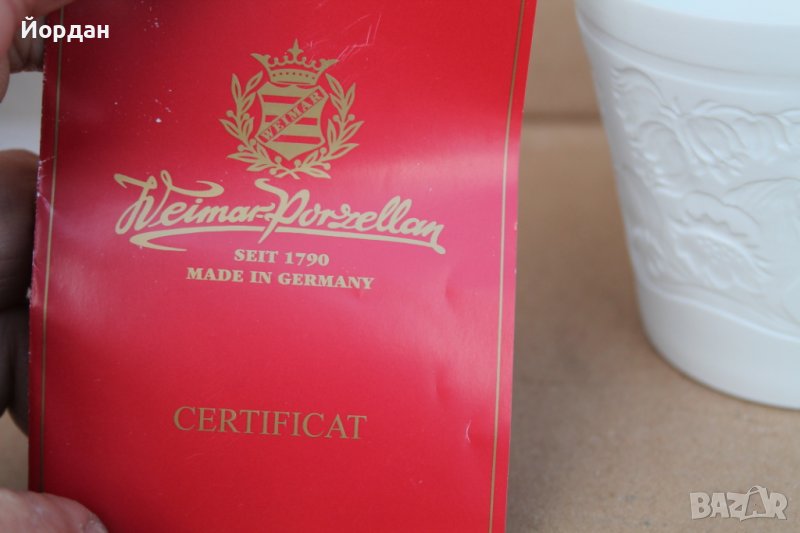 Йордан
WEIMAR
Weimar-Porzellan
SEIT 1790
MADE IN GERMANY
CERTIFICAT
BAZAR